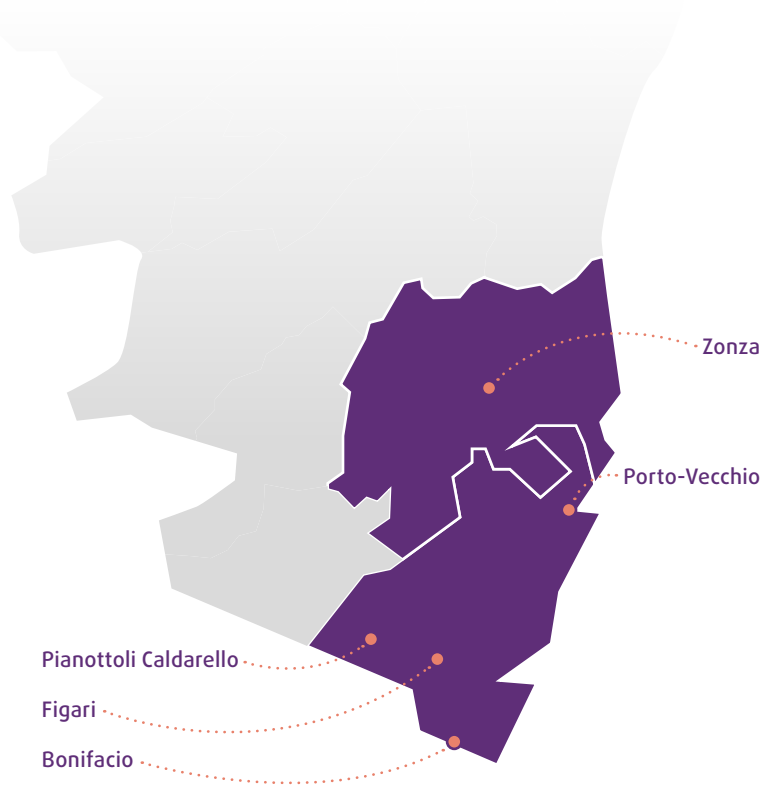 Zonza
Porto-Vecchio
Pianottoli Caldarello
Figari
Bonifacio